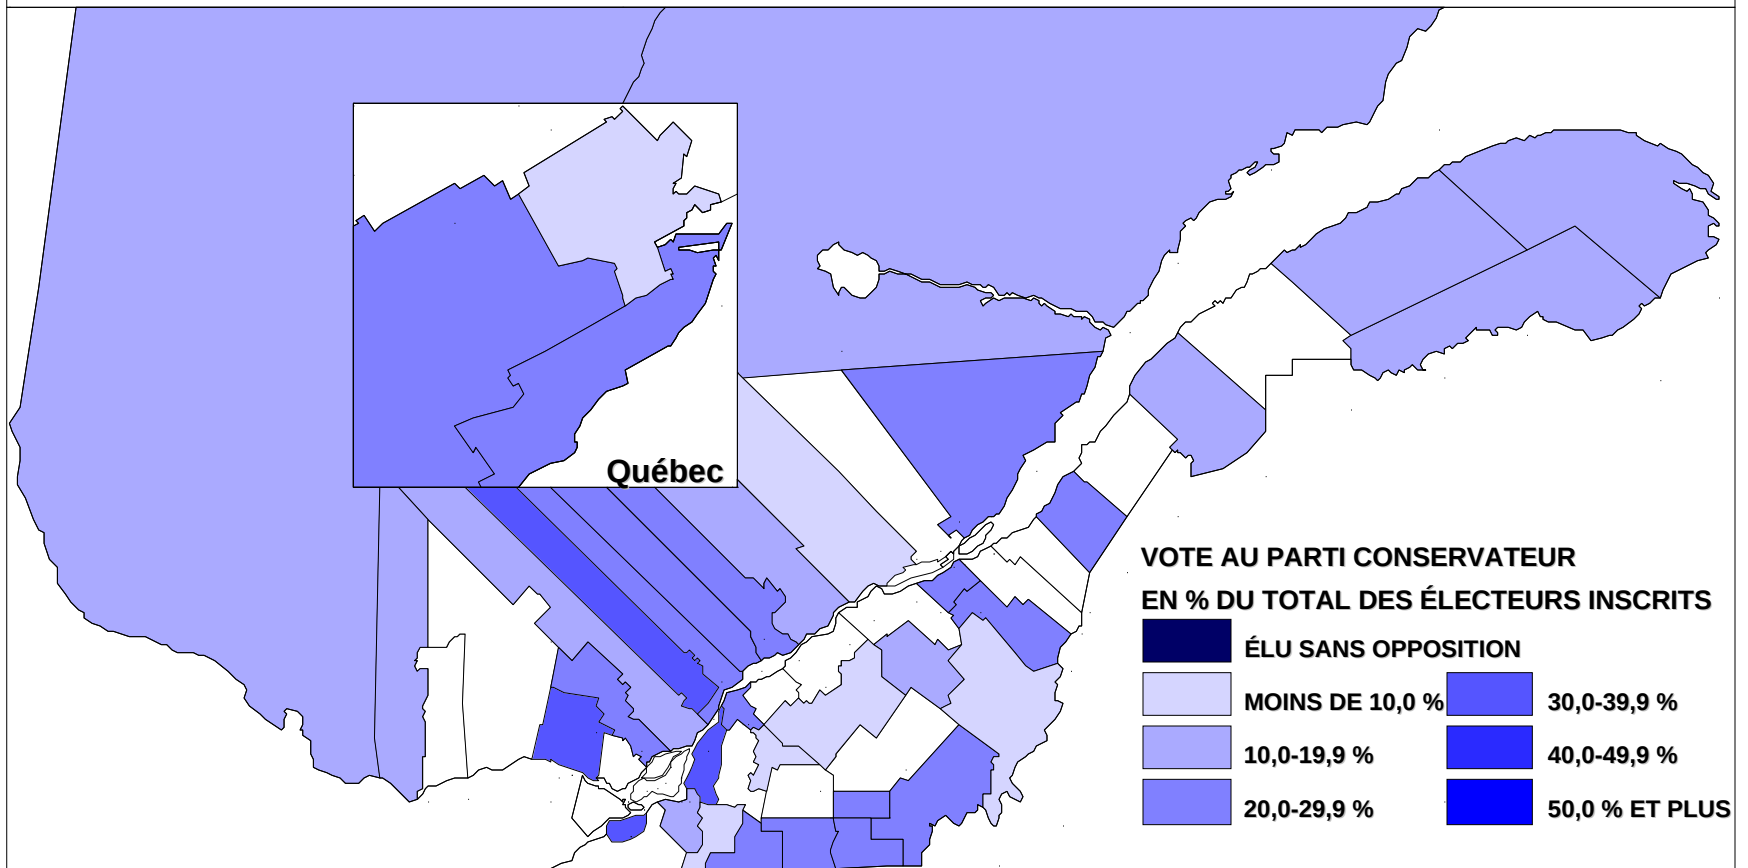 Québec
VOTE AU PARTI CONSERVATEUR
EN % DU TOTAL DES ÉLECTEURS INSCRITS
ÉLU SANS OPPOSITION
MOINS DE 10,0 %
30,0-39,9 %
10,0-19,9 %
40,0-49,9 %
20,0-29,9 %
50,0 % ET PLUS